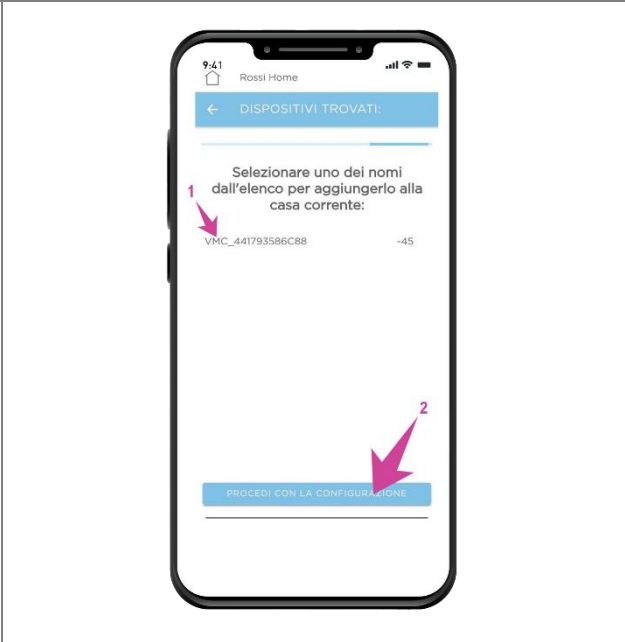 9:41
Rossi Home
DISPOSITIVI TROVATI:
Selezionare uno dei nomi
dall'elenco per aggiungerlo alla
casa corrente:
1
VMC_441793586C88 -45
2
PROCEDI CON LA CONFIGURAZIONE